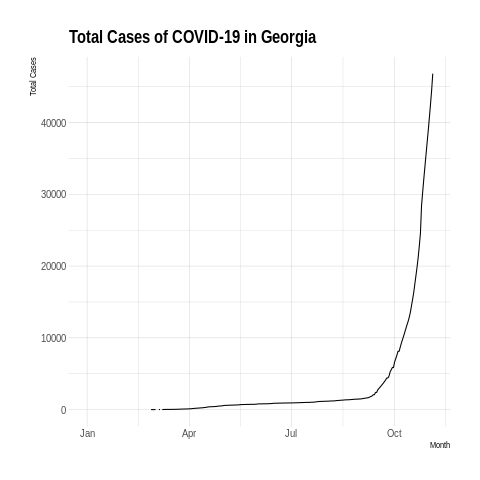 Total Cases of COVID-19 in Georgia
Total Cases
40000
30000
20000
10000
0
Jan Apr Jul Oct
Month